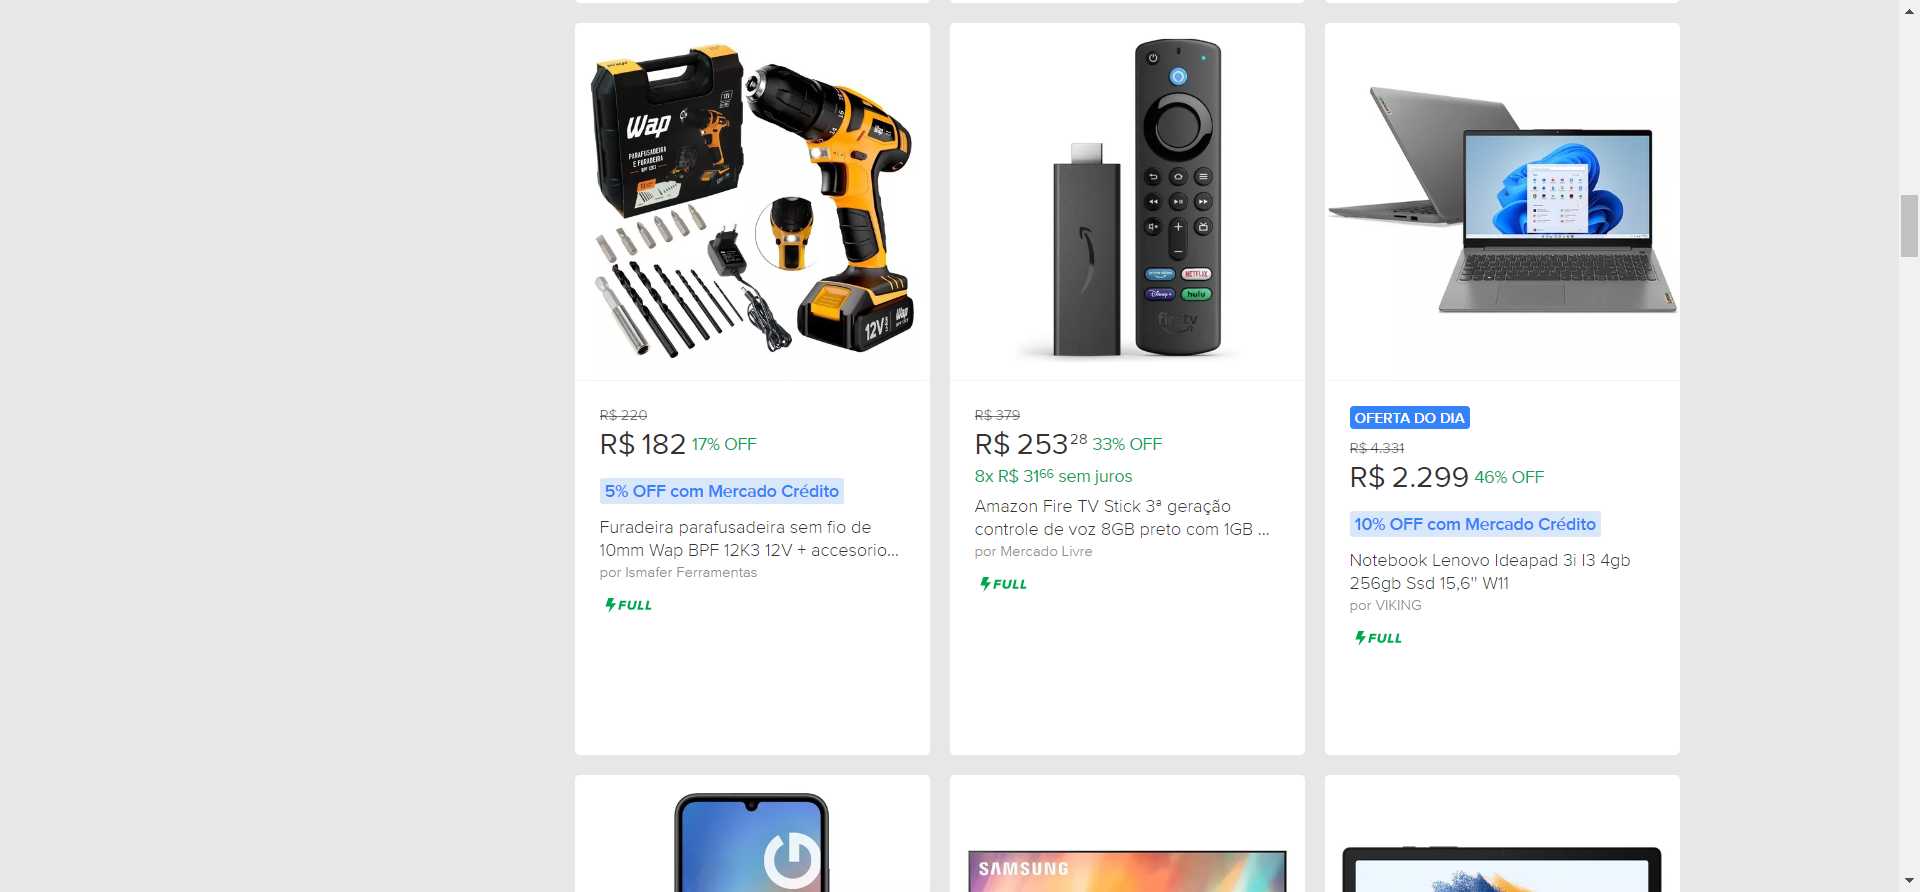 Wap
PARAFUSADEIRA
E FURADEIRA
BPF 12K3
12V
Wap
NETFLIX
Disney+
hulu
fire tv
R$ 220
R$ 182 17% OFF
5% OFF com Mercado Crédito
Furadeira parafusadeira sem fio de
10mm Wap BPF 12K3 12V + accesorio...
por Ismafer Ferramentas
FULL
R$ 379
R$ 253 28 33% OFF
8x R$ 31 66 sem juros
Amazon Fire TV Stick 3ª geração
controle de voz 8GB preto com 1GB ...
por Mercado Livre
FULL
OFERTA DO DIA
R$ 4.331
R$ 2.299 46% OFF
10% OFF com Mercado Crédito
Notebook Lenovo Ideapad 3i I3 4gb
256gb Ssd 15,6'' W11
por VIKING
FULL
SAMSUNG